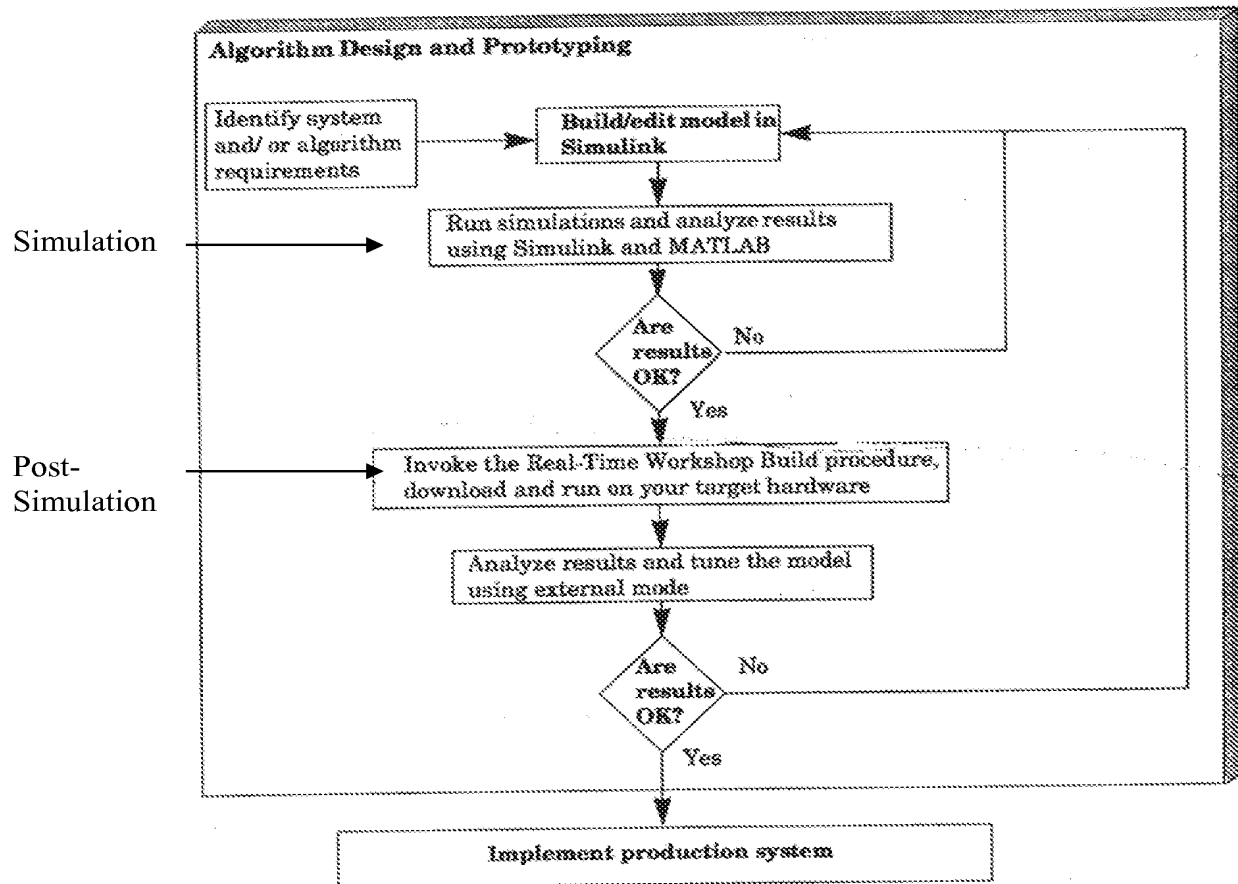 Algorithm Design and Prototyping
Identify system
and/ or algorithm
requirements
Build/edit model in
Simulink
Simulation
Run simulations and analyze results
using Simulink and MATLAB
Are
results
OK?
No
Yes
Post-
Simulation
Invoke the Real-Time Workshop Build procedure,
download and run on your target hardware
Analyze results and tune the model
using external mode
Are
results
OK?
No
Yes
Implement production system